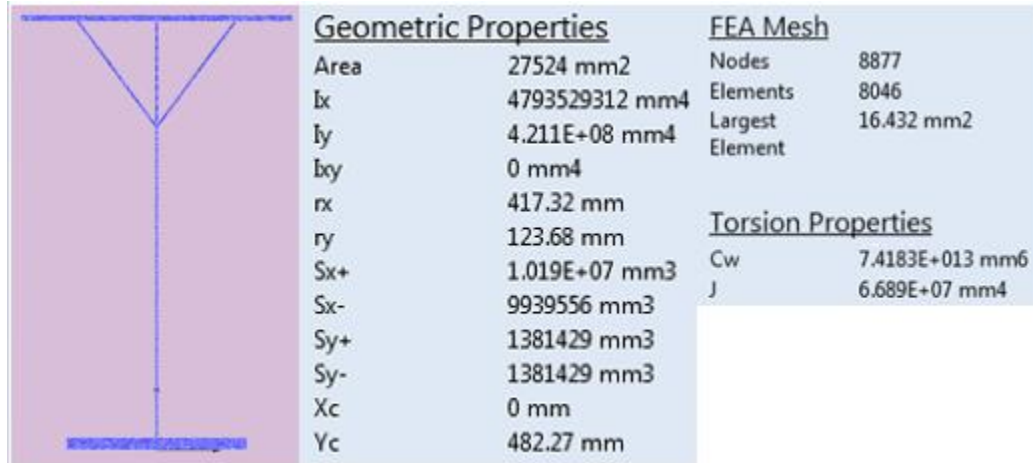 Geometric Properties
Area 27524 mm2
Ix 4793529312 mm4
Iy 4.211E+08 mm4
Ixy 0 mm4
rx 417.32 mm
ry 123.68 mm
Sx+ 1.019E+07 mm3
Sx- 9939556 mm3
Sy+ 1381429 mm3
Sy- 1381429 mm3
Xc 0 mm
Yc 482.27 mm
FEA Mesh
Nodes 8877
Elements 8046
Largest 16.432 mm2
Element
Torsion Properties
Cw 7.4183E+013 mm6
J 6.689E+07 mm4